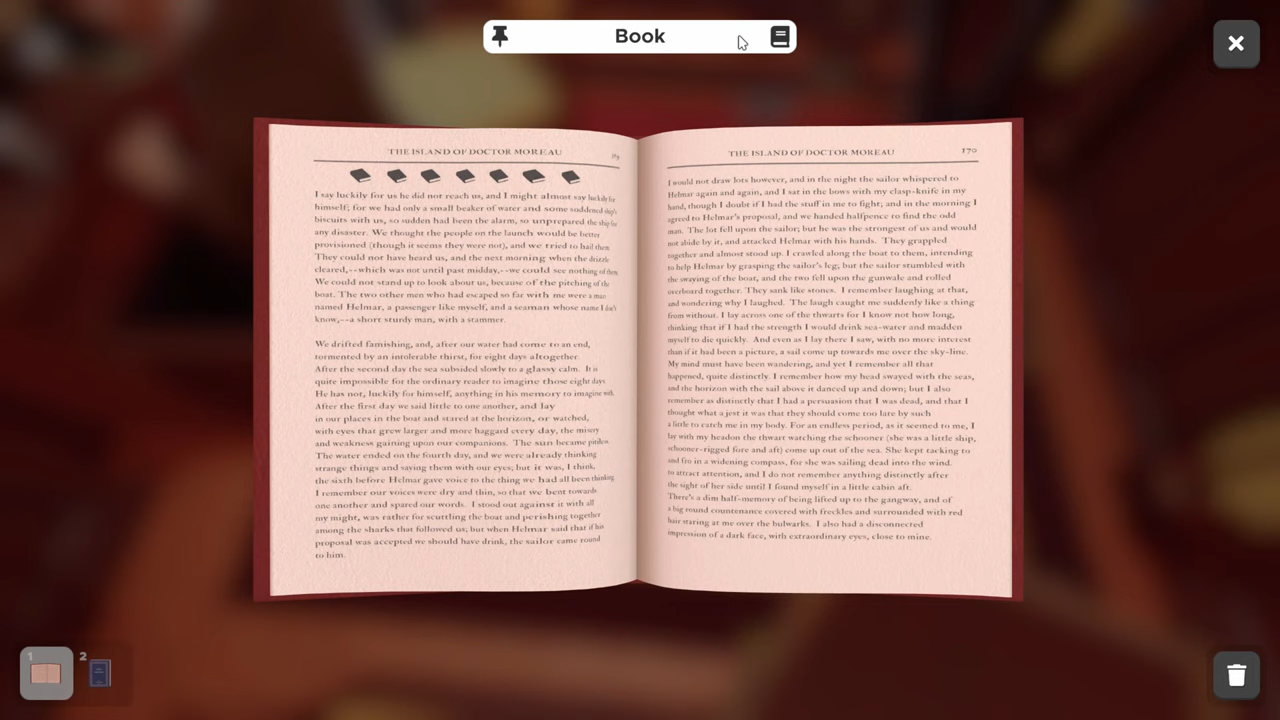 Book
THE ISLAND OF DOCTOR MOREAU
I say luckily for us he did not reach us, and I might almost say luckily for
himself; for we had only a small beaker of water and some soddened ship's
biscuits with us, so sudden had been the alarm, so unprepared the ship for
any disaster. We thought the people on the launch would be better
provisioned (though it seems they were not), and we tried to hail them.
They could not have heard us, and the next morning when the drizzle
cleared,--which was not until past midday,--we could see nothing of them.
We could not stand up to look about us, because of the pitching of the
boat. The two other men who had escaped so far with me were a man
named Helmar, a passenger like myself, and a seaman whose name I don't
know,--a short sturdy man, with a stammer.
We drifted famishing, and, after our water had come to an end,
tormented by an intolerable thirst, for eight days altogether.
After the second day the sea subsided slowly to a glassy calm. It is
quite impossible for the ordinary reader to imagine those eight days.
He has not, luckily for himself, anything in his memory to imagine with.
After the first day we said little to one another, and lay
in our places in the boat and stared at the horizon, or watched,
with eyes that grew larger and more haggard every day, the misery
and weakness gaining upon our companions. The sun became pitiless.
The water ended on the fourth day, and we were already thinking
strange things and saying them with our eyes; but it was, I think,
the sixth before Helmar gave voice to the thing we had all been thinking
I remember our voices were dry and thin, so that we bent towards
one another and spared our words. I stood out against it with all
my might, was rather for scuttling the boat and perishing together
among the sharks that followed us; but when Helmar said that if his
proposal was accepted we should have drink, the sailor came round
to him.
THE ISLAND OF DOCTOR MOREAU 170
I would not draw lots however, and in the night the sailor whispered to
Helmar again and again, and I sat in the bows with my clasp-knife in my
hand, though I doubt if I had the stuff in me to fight; and in the morning I
agreed to Helmar's proposal, and we handed halfpence to find the odd
man. The lot fell upon the sailor; but he was the strongest of us and would
not abide by it, and attacked Helmar with his hands. They grappled
together and almost stood up. I crawled along the boat to them, intending
to help Helmar by grasping the sailor's leg; but the sailor stumbled with
the swaying of the boat, and the two fell upon the gunwale and rolled
overboard together. They sank like stones. I remember laughing at that,
and wondering why I laughed. The laugh caught me suddenly like a thing
from without. I lay across one of the thwarts for I know not how long,
thinking that if I had the strength I would drink sea-water and madden
myself to die quickly. And even as I lay there I saw, with no more interest
than if it had been a picture, a sail come up towards me over the sky-line.
My mind must have been wandering, and yet I remember all that
happened, quite distinctly. I remember how my head swayed with the seas,
and the horizon with the sail above it danced up and down; but I also
remember as distinctly that I had a persuasion that I was dead, and that I
thought what a jest it was that they should come too late by such
a little to catch me in my body. For an endless period, as it seemed to me, I
lay with my headon the thwart watching the schooner (she was a little ship,
schooner-rigged fore and aft) come up out of the sea. She kept tacking to
and fro in a widening compass, for she was sailing dead into the wind.
to attract attention, and I do not remember anything distinctly after
the sight of her side until I found myself in a little cabin aft.
There's a dim half-memory of being lifted up to the gangway, and of
a big round countenance covered with freckles and surrounded with red
hair staring at me over the bulwarks. I also had a disconnected
impression of a dark face, with extraordinary eyes, close to mine.
1
2